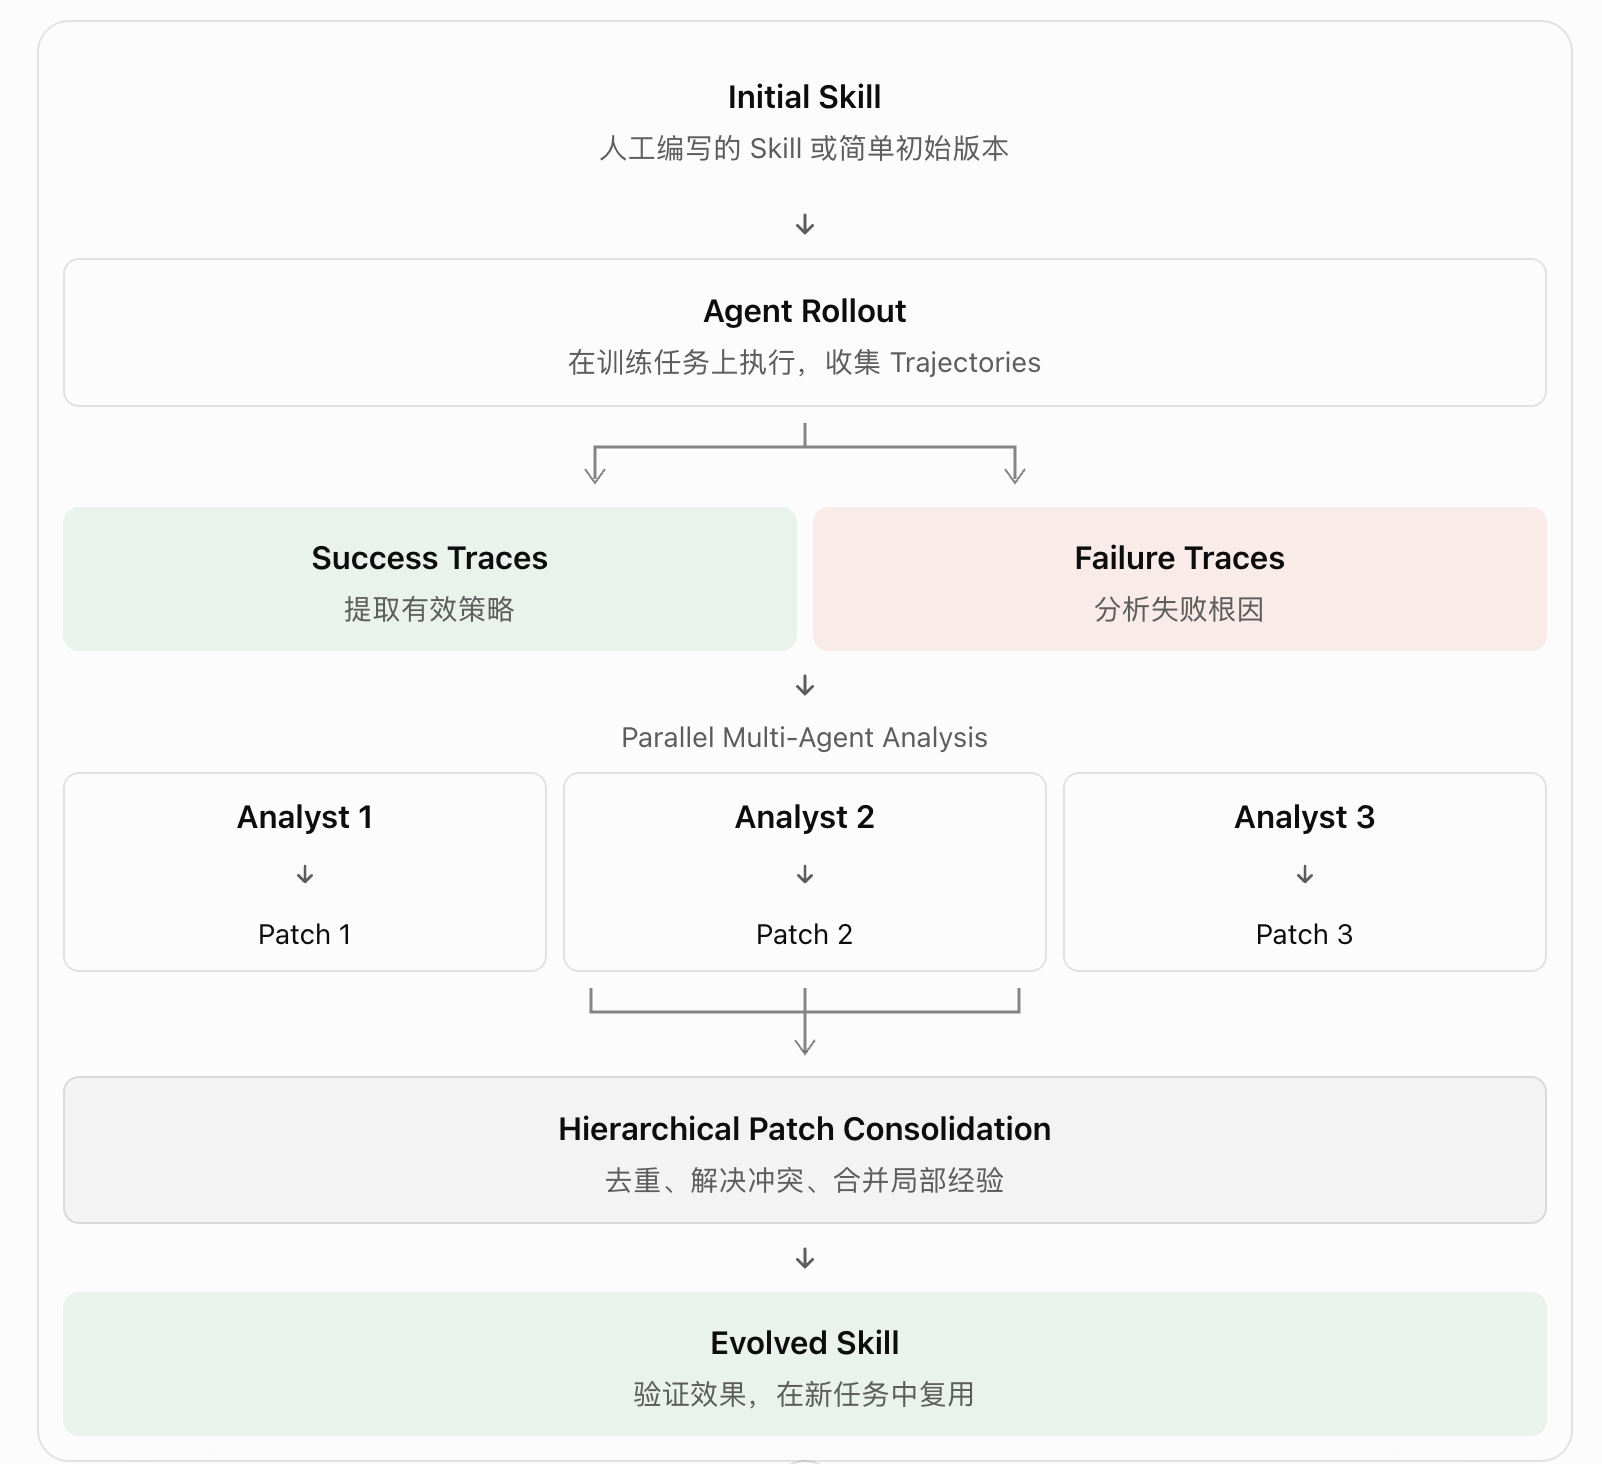 Initial Skill
人工编写的 Skill 或简单初始版本
Agent Rollout
在训练任务上执行，收集 Trajectories
Success Traces
提取有效策略
Failure Traces
分析失败根因
Parallel Multi-Agent Analysis
Analyst 1
Patch 1
Analyst 2
Patch 2
Analyst 3
Patch 3
Hierarchical Patch Consolidation
去重、解决冲突、合并局部经验
Evolved Skill
验证效果，在新任务中复用